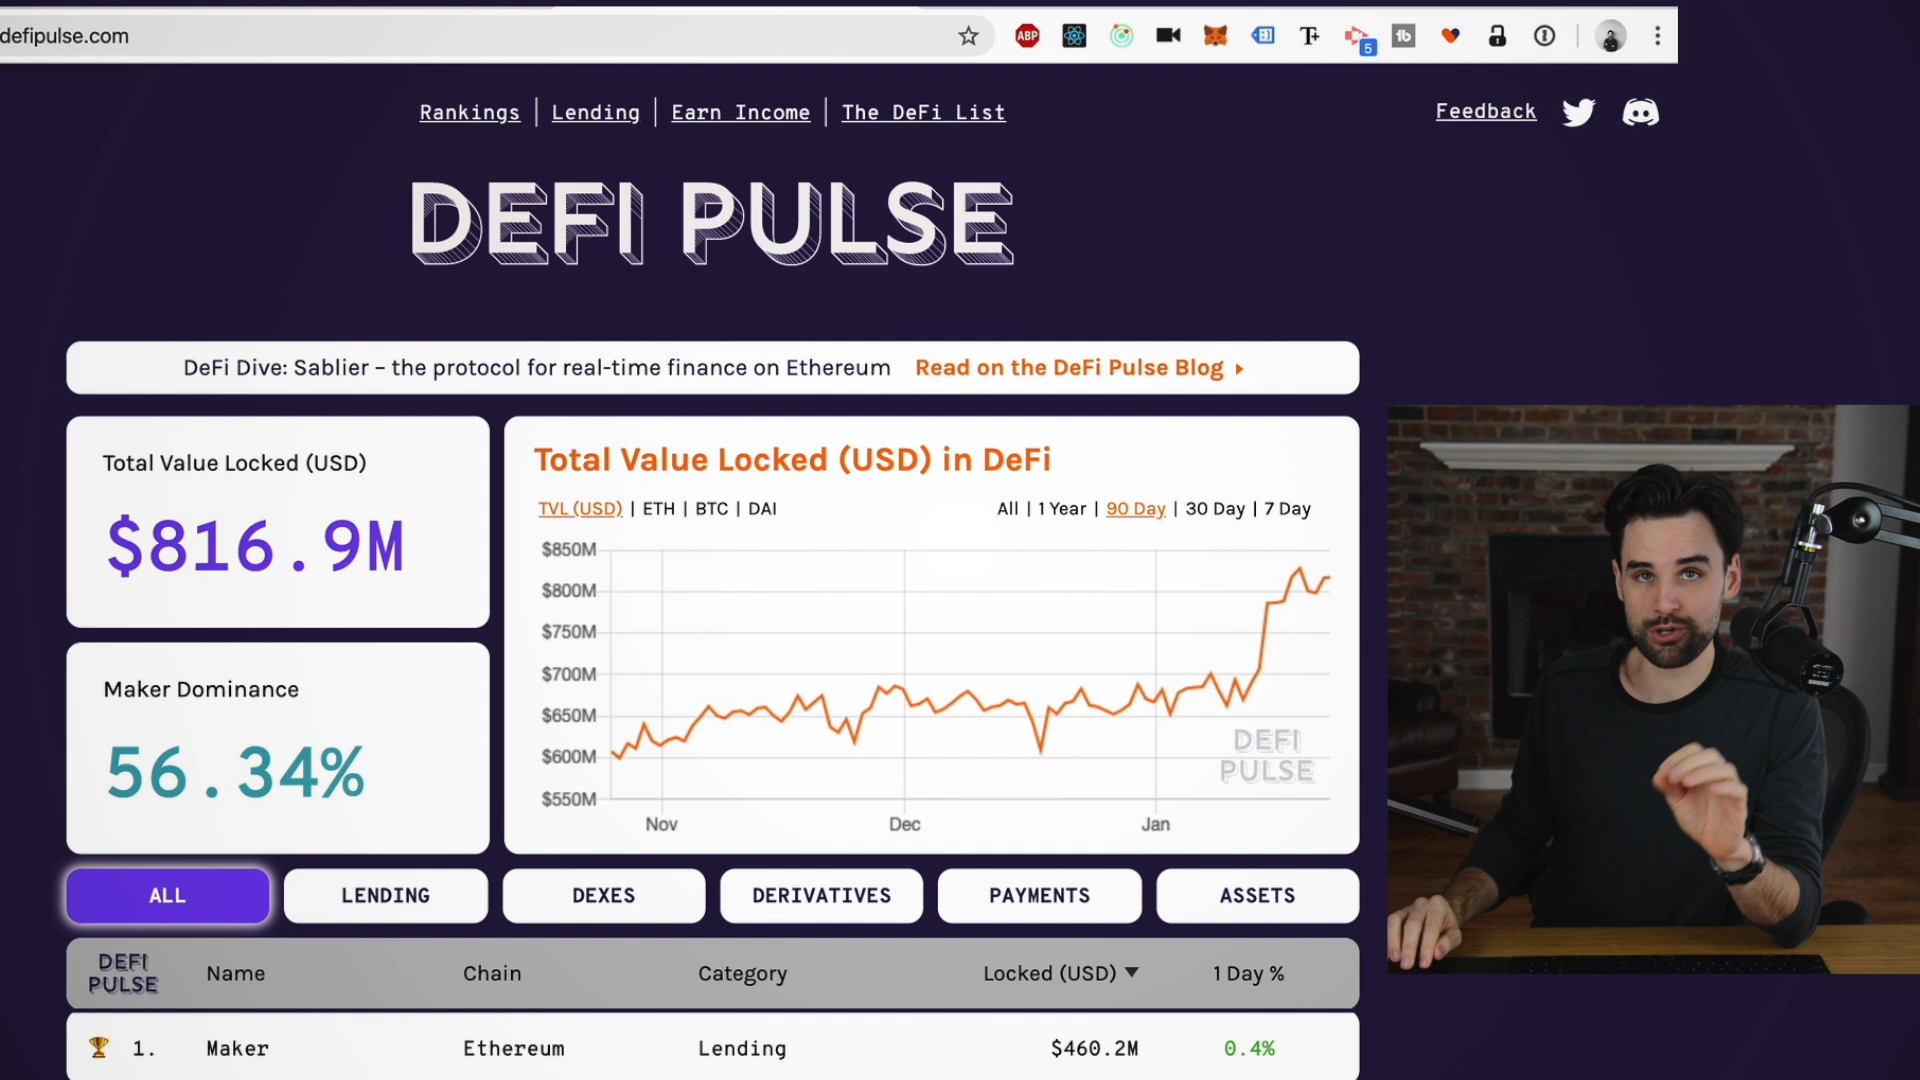 defipulse.com
ABP
T+
5
tb
Rankings | Lending | Earn Income | The DeFi List
Feedback
DEFI PULSE
DeFi Dive: Sablier – the protocol for real-time finance on Ethereum Read on the DeFi Pulse Blog
Total Value Locked (USD)
$816.9M
Maker Dominance
56.34%
Total Value Locked (USD) in DeFi
TVL (USD) | ETH | BTC | DAI
All | 1 Year | 90 Day | 30 Day | 7 Day
$850M
$800M
$750M
$700M
$650M
$600M
$550M
DEFI
PULSE
Nov Dec Jan
ALL LENDING DEXES DERIVATIVES PAYMENTS ASSETS
DEFI
PULSE
Name Chain Category Locked (USD) 1 Day %
1. Maker Ethereum Lending $460.2M 0.4%